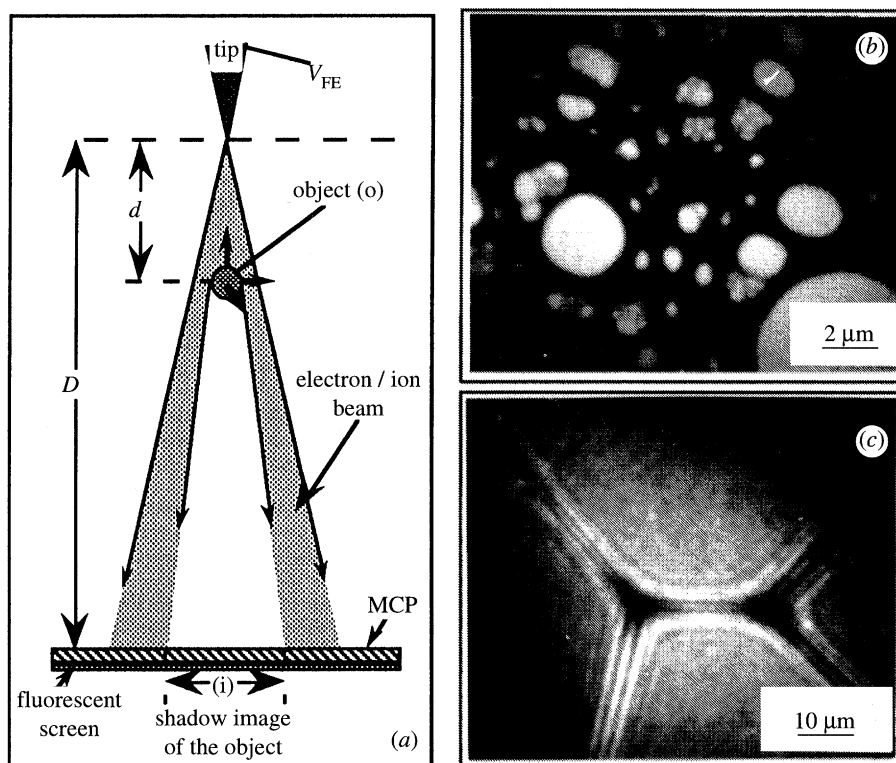 tip
V_FE
d
object (o)
D
electron / ion
beam
MCP
fluorescent
screen
(i)
shadow image
of the object
(a)
(b)
2 µm
(c)
10 µm